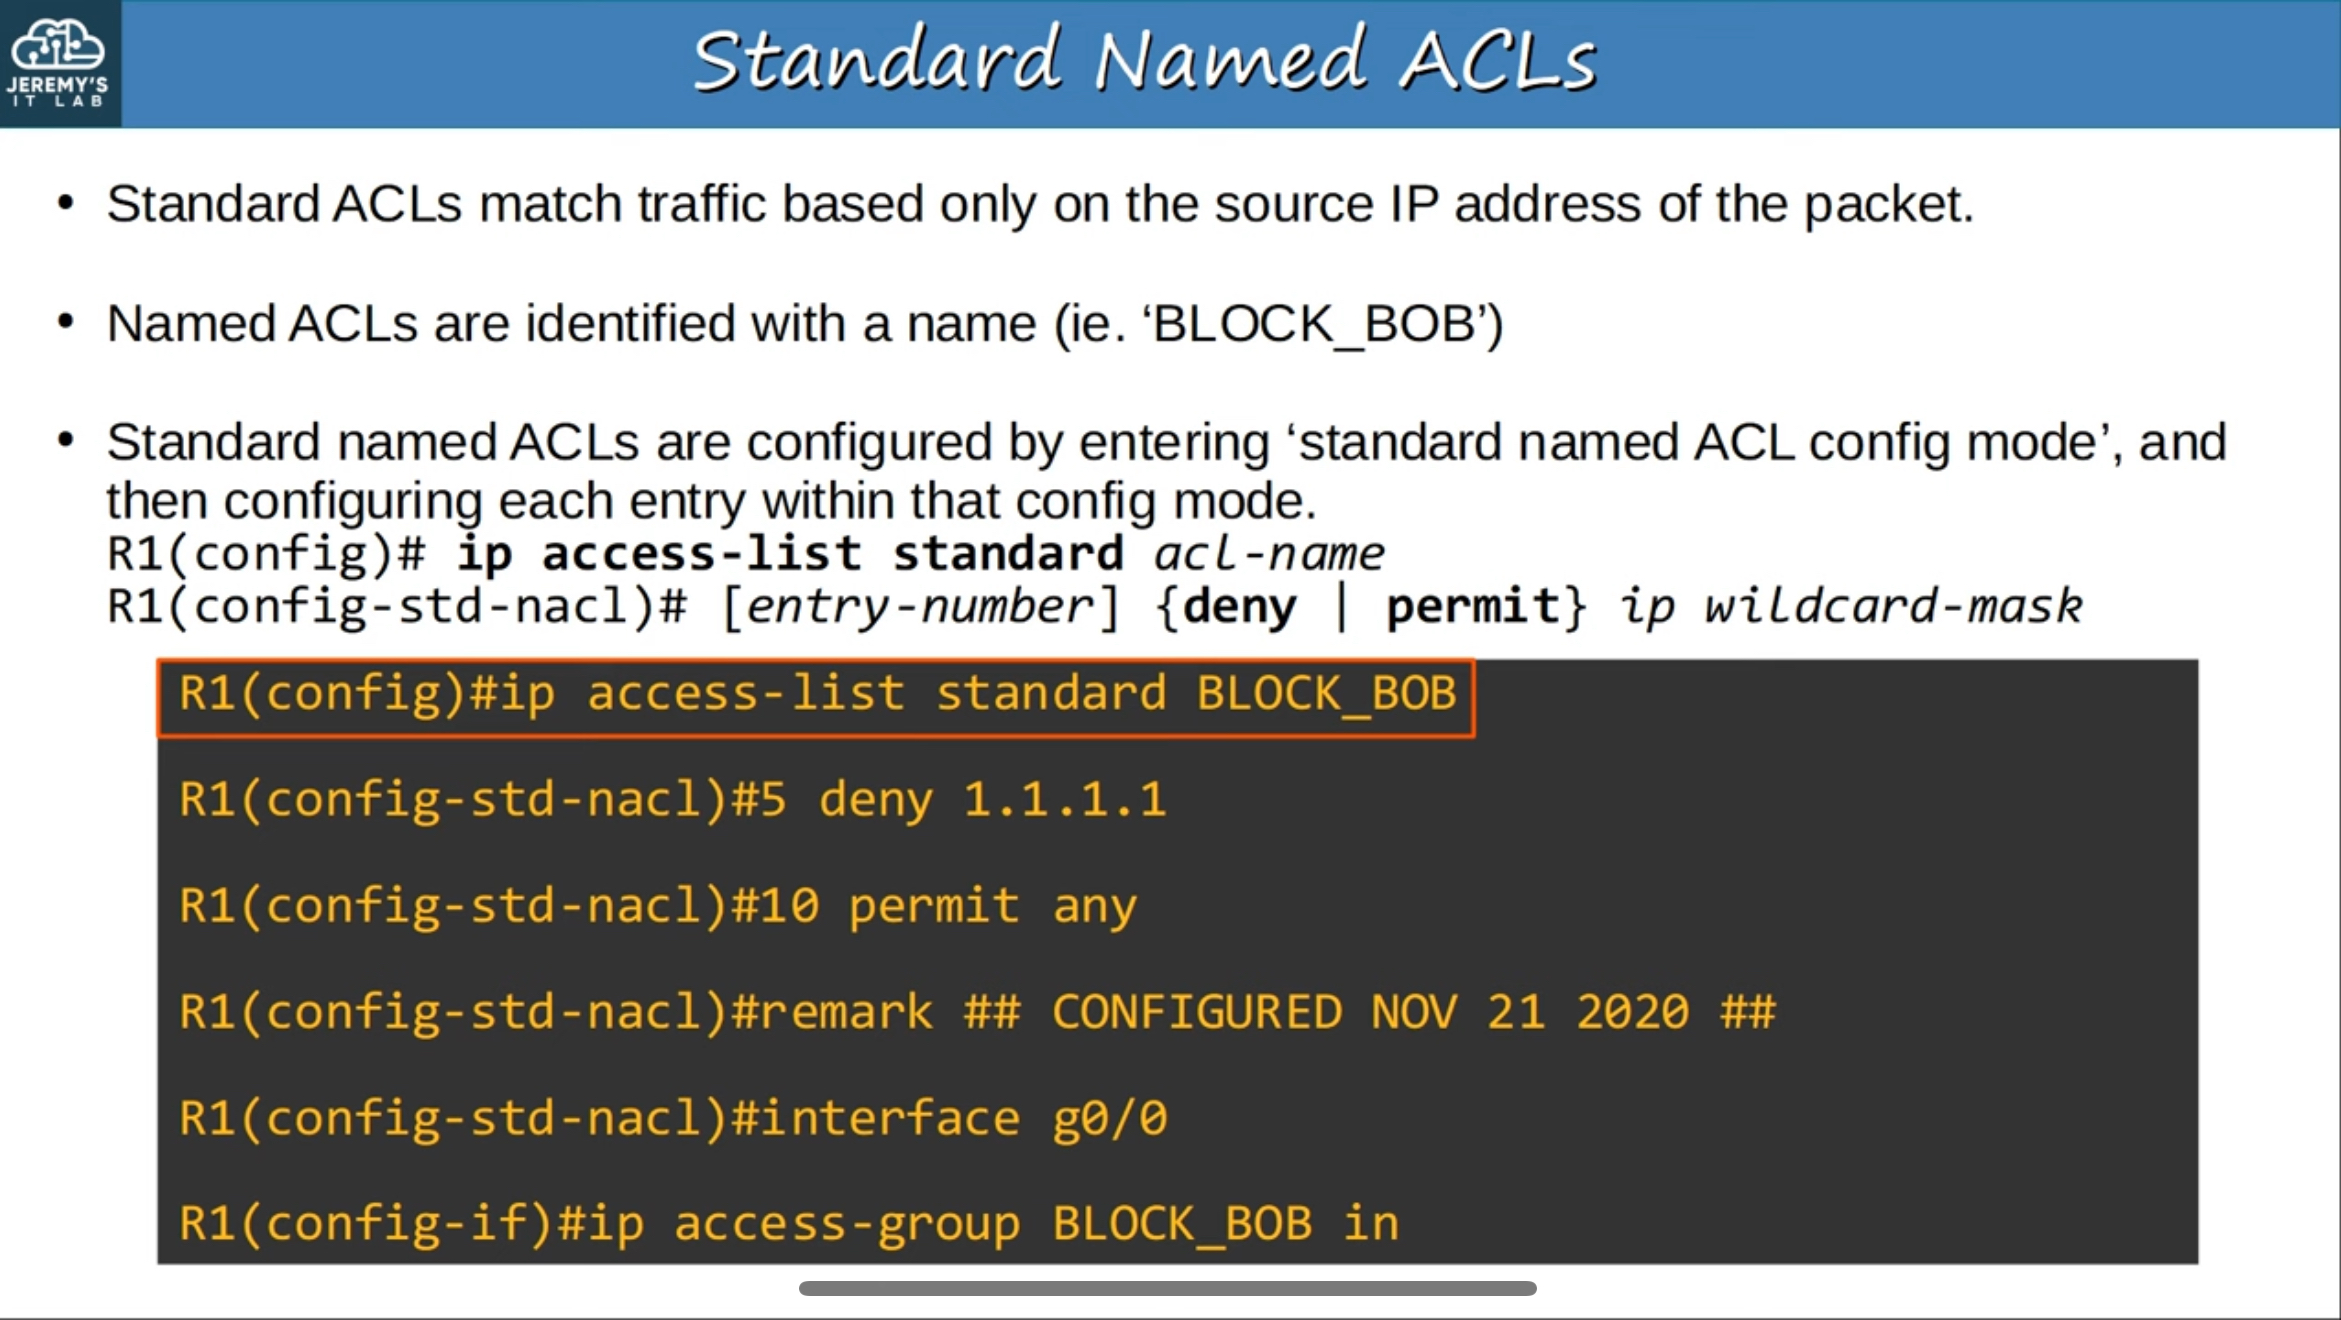 JEREMY'S
IT LAB
Standard Named ACLs
• Standard ACLs match traffic based only on the source IP address of the packet.
• Named ACLs are identified with a name (ie. ‘BLOCK_BOB’)
• Standard named ACLs are configured by entering ‘standard named ACL config mode’, and
then configuring each entry within that config mode.
R1(config)# ip access-list standard acl-name
R1(config-std-nacl)# [entry-number] {deny | permit} ip wildcard-mask
R1(config)#ip access-list standard BLOCK_BOB
R1(config-std-nacl)#5 deny 1.1.1.1
R1(config-std-nacl)#10 permit any
R1(config-std-nacl)#remark ## CONFIGURED NOV 21 2020 ##
R1(config-std-nacl)#interface g0/0
R1(config-if)#ip access-group BLOCK_BOB in